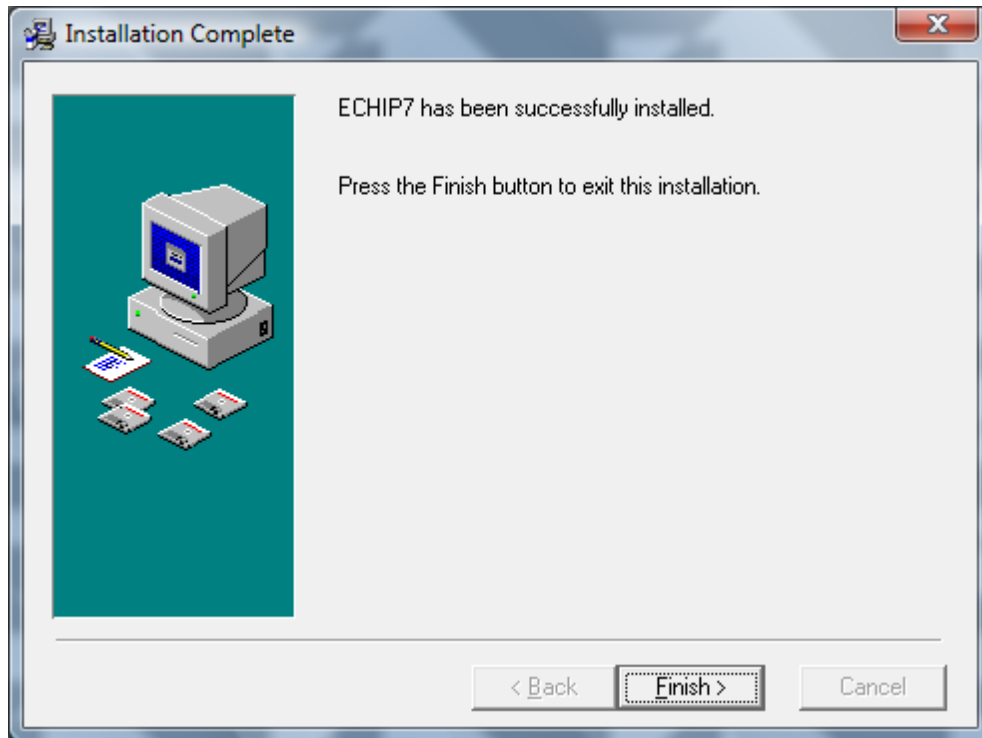 Installation Complete
ECHIP7 has been successfully installed.
Press the Finish button to exit this installation.
< Back
Finish >
Cancel